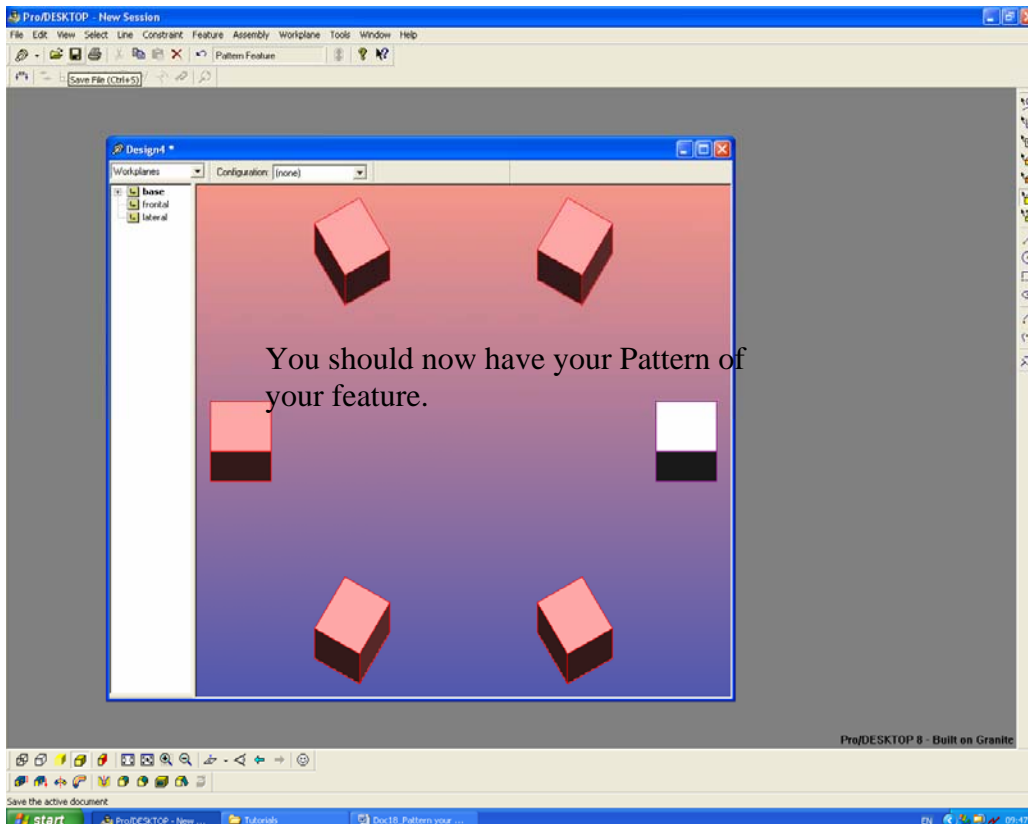 Pro/DESKTOP - New Session
File Edit View Select Line Constraint Feature Assembly Workplane Tools Window Help
Pattern Feature
Save File (Ctrl+S)
Design4 *
Workplanes
Configuration: (none)
base
frontal
lateral
You should now have your Pattern of
your feature.
Pro/DESKTOP 8 - Built on Granite
Save the active document
start
Pro/DESKTOP - New ...
Tutorials
Doc18_Pattern your ...
EN
09:47